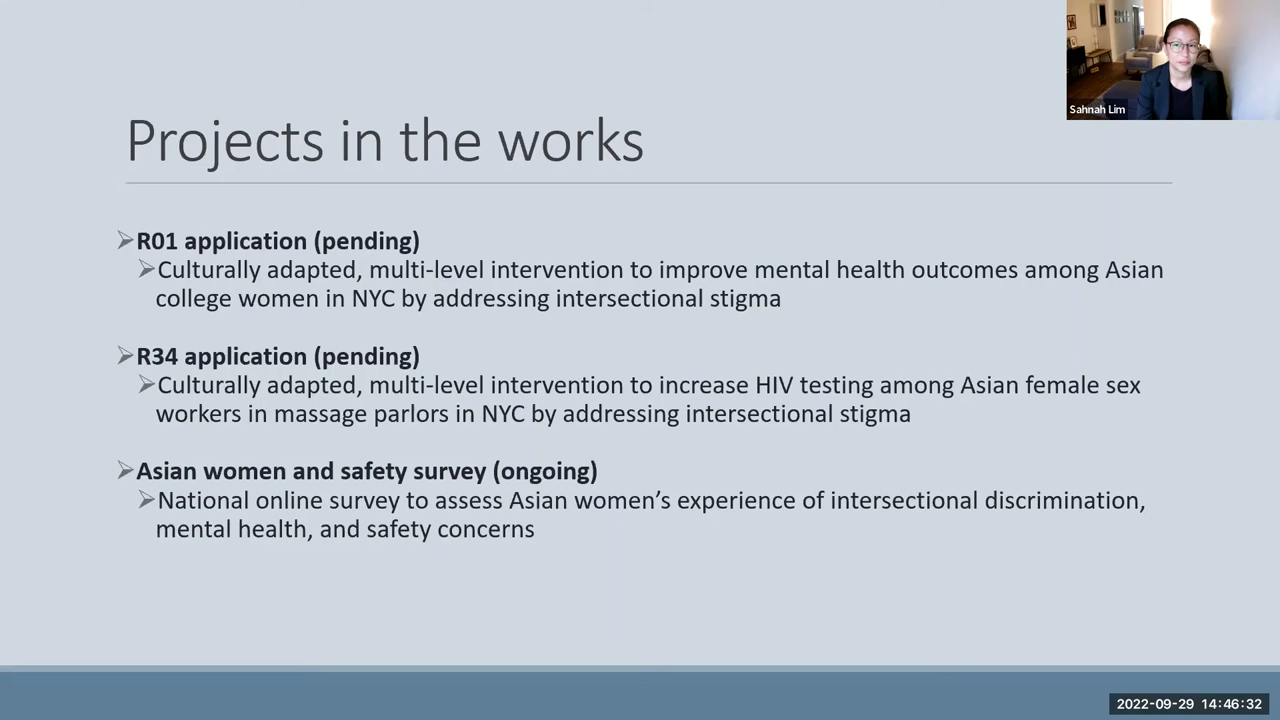 Sahnah Lim
Projects in the works
R01 application (pending)
Culturally adapted, multi-level intervention to improve mental health outcomes among Asian
college women in NYC by addressing intersectional stigma
R34 application (pending)
Culturally adapted, multi-level intervention to increase HIV testing among Asian female sex
workers in massage parlors in NYC by addressing intersectional stigma
Asian women and safety survey (ongoing)
National online survey to assess Asian women’s experience of intersectional discrimination,
mental health, and safety concerns
2022-09-29 14:46:32